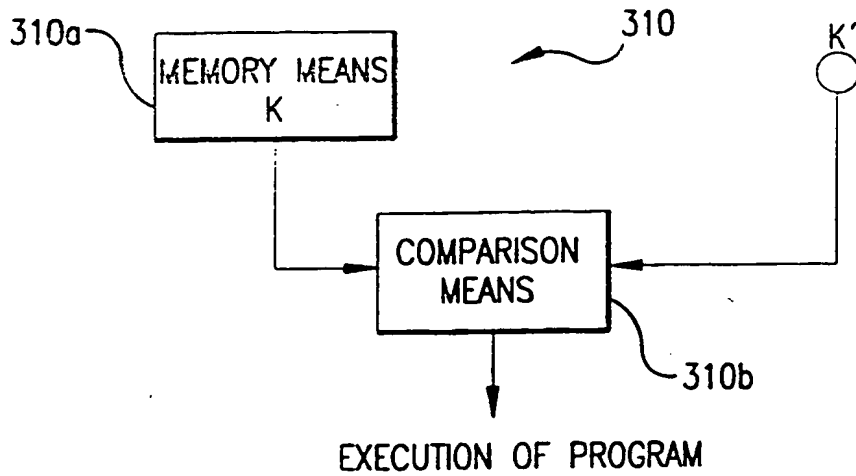 310a
MEMORY MEANS
K
310
K'
COMPARISON
MEANS
310b
EXECUTION OF PROGRAM